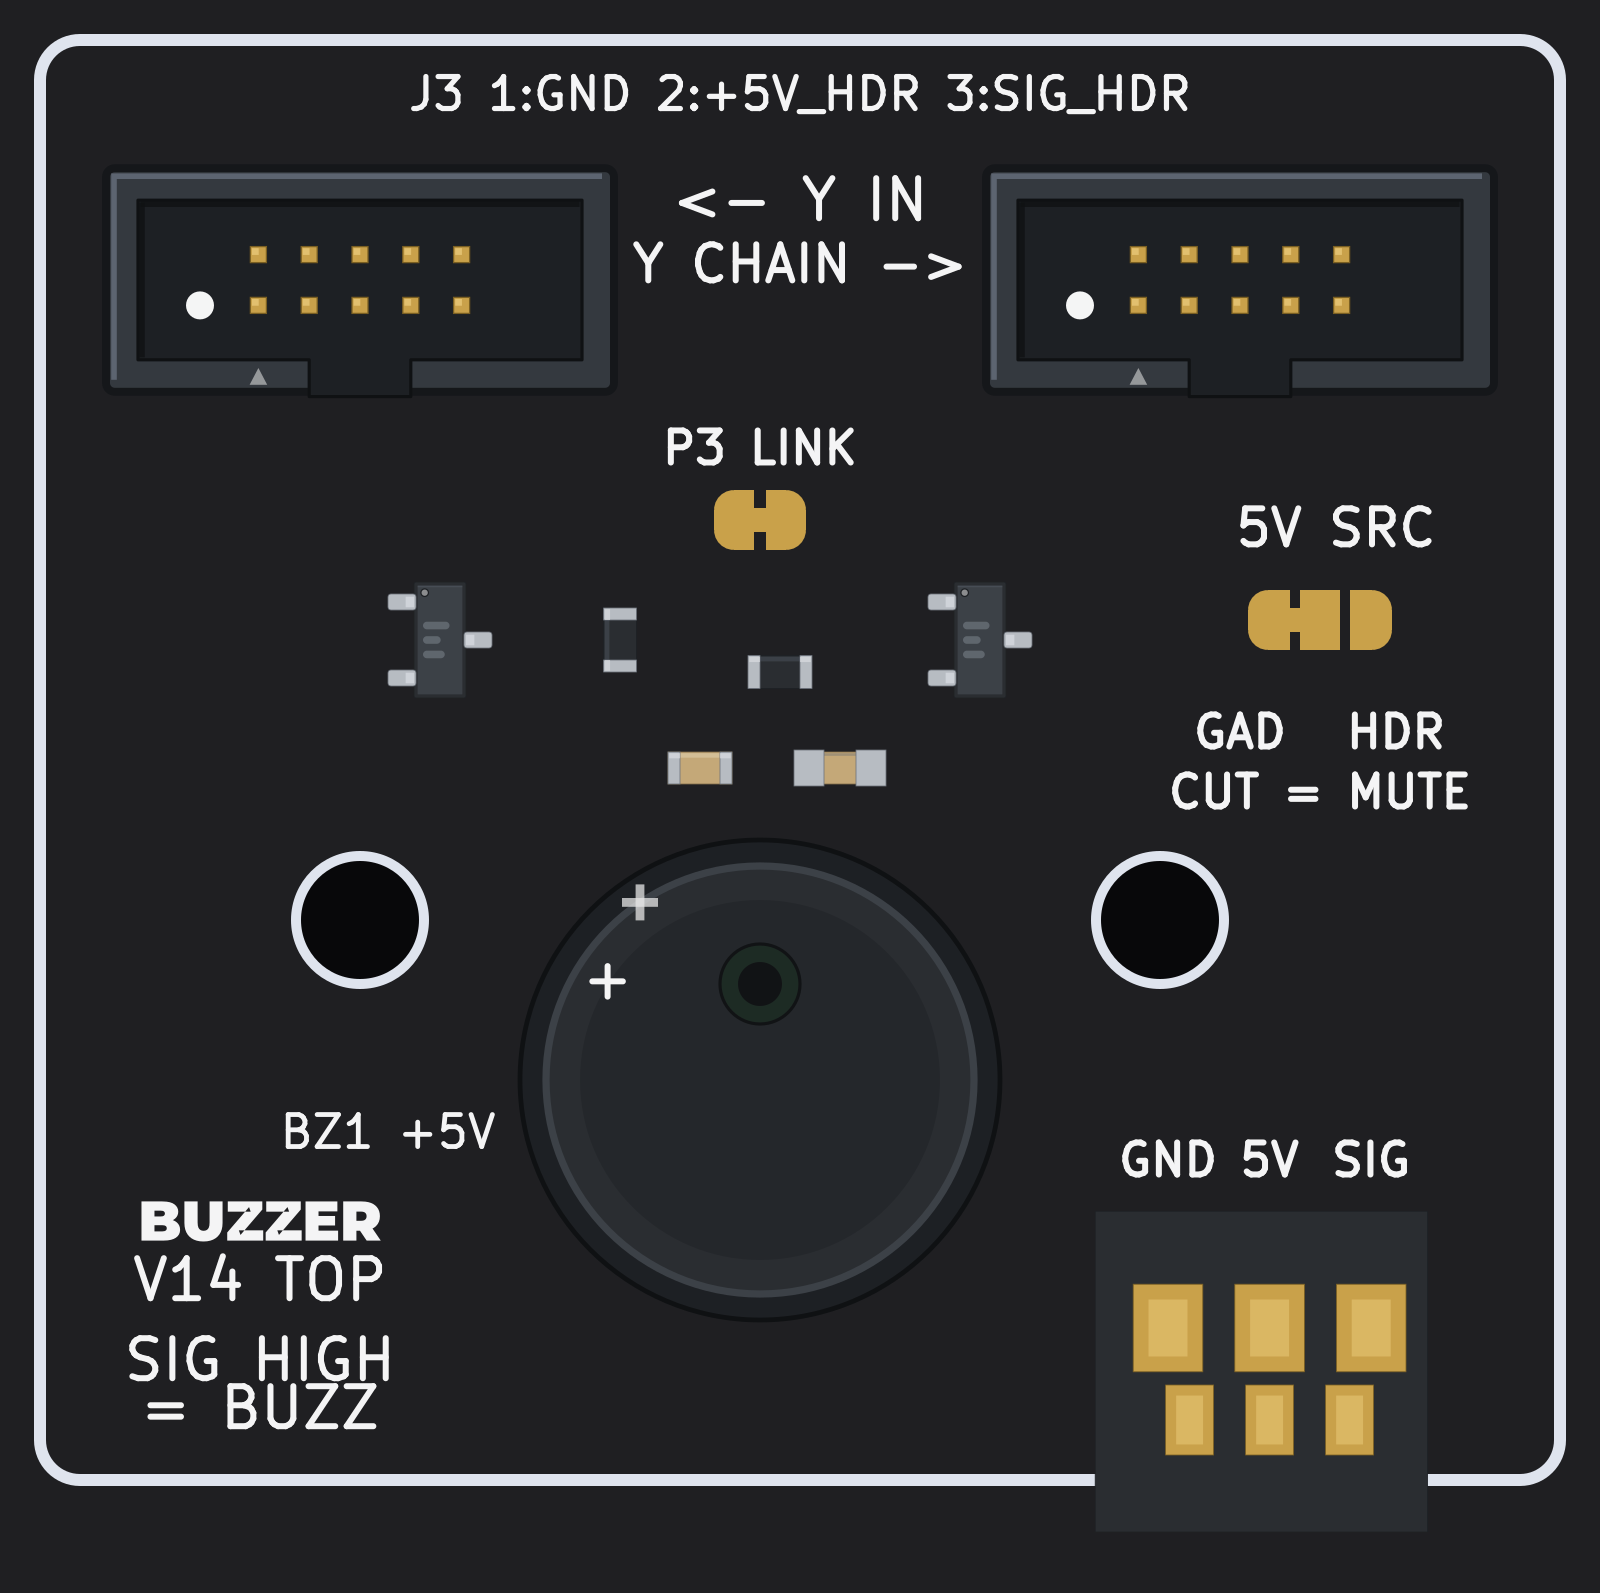 J3 1:GND 2:+5V_HDR 3:SIG_HDR
<- Y IN
Y CHAIN ->
P3 LINK
5V SRC
GAD HDR
CUT = MUTE
+
+
BZ1 +5V
GND 5V SIG
BUZZER
V14 TOP
SIG HIGH
= BUZZ